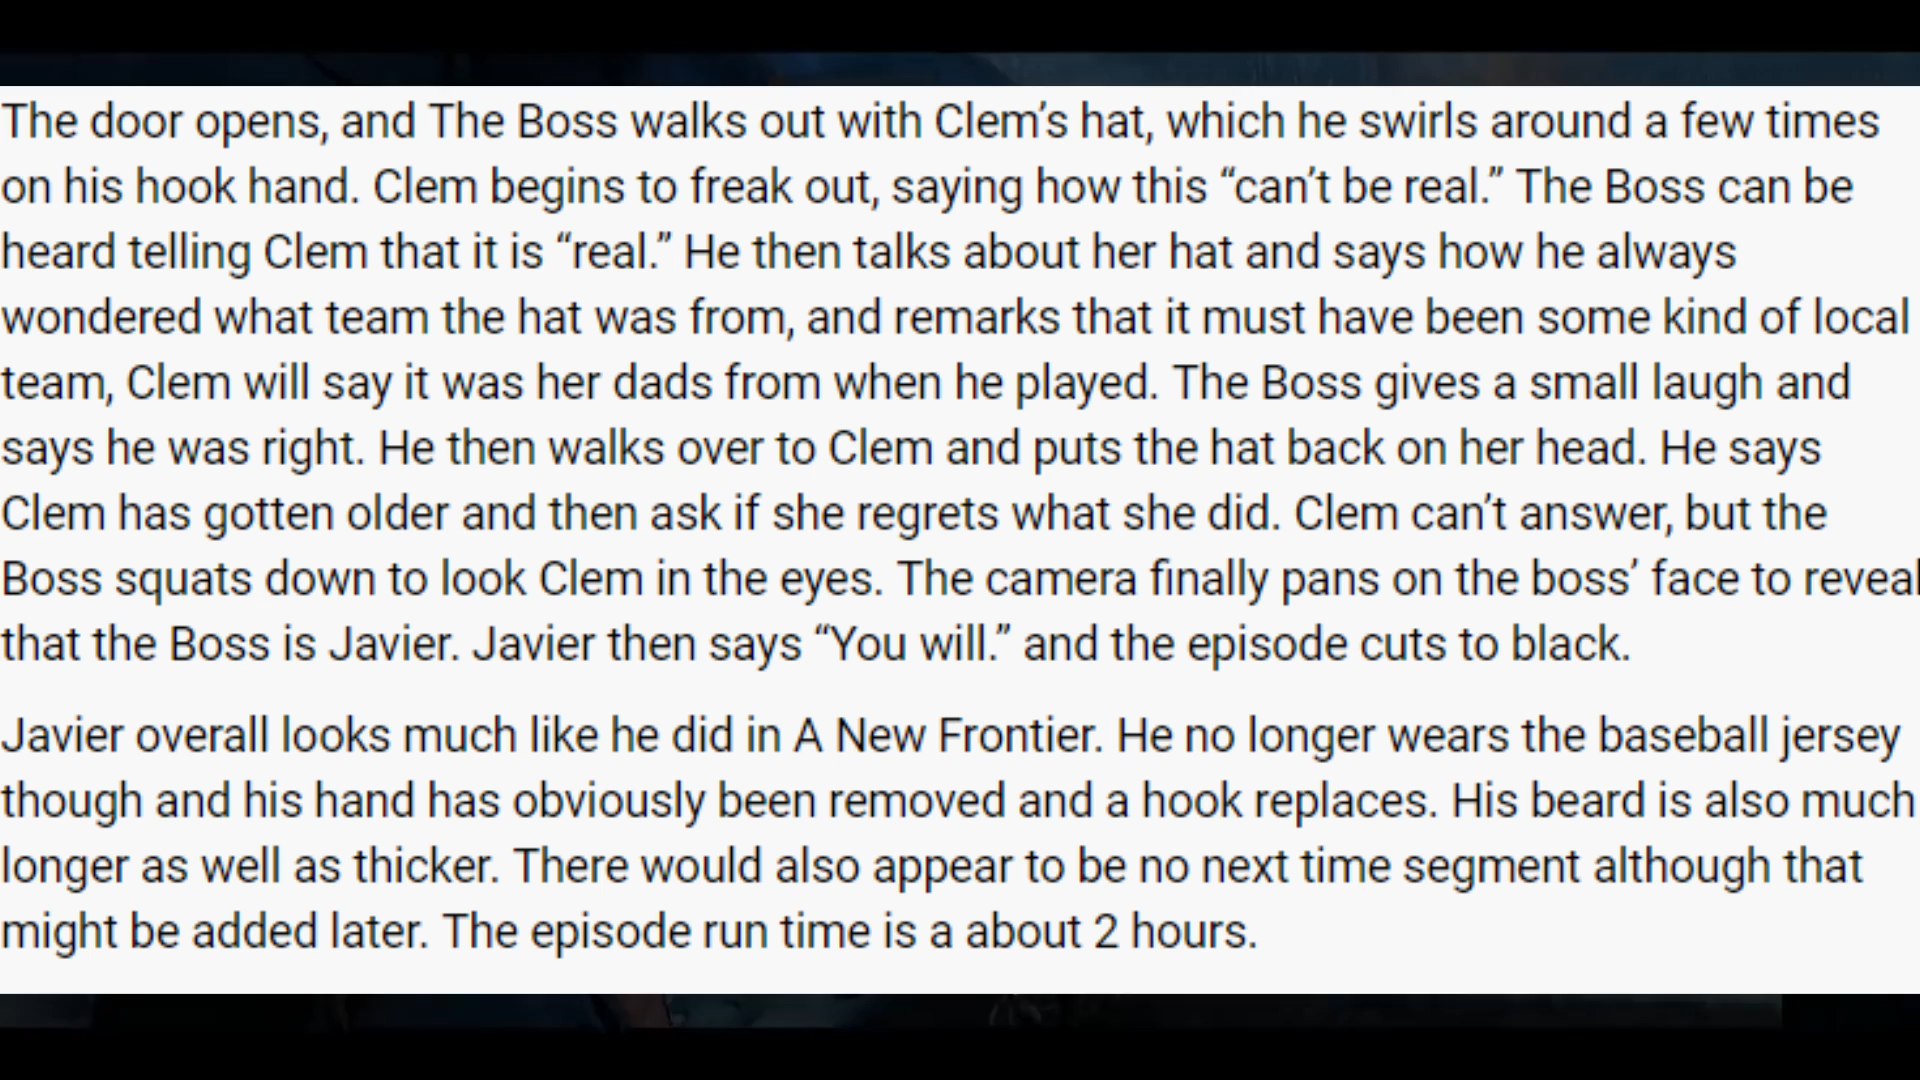 The door opens, and The Boss walks out with Clem’s hat, which he swirls around a few times
on his hook hand. Clem begins to freak out, saying how this “can’t be real.” The Boss can be
heard telling Clem that it is “real.” He then talks about her hat and says how he always
wondered what team the hat was from, and remarks that it must have been some kind of local
team, Clem will say it was her dads from when he played. The Boss gives a small laugh and
says he was right. He then walks over to Clem and puts the hat back on her head. He says
Clem has gotten older and then ask if she regrets what she did. Clem can’t answer, but the
Boss squats down to look Clem in the eyes. The camera finally pans on the boss’ face to reveal
that the Boss is Javier. Javier then says “You will.” and the episode cuts to black.
Javier overall looks much like he did in A New Frontier. He no longer wears the baseball jersey
though and his hand has obviously been removed and a hook replaces. His beard is also much
longer as well as thicker. There would also appear to be no next time segment although that
might be added later. The episode run time is a about 2 hours.